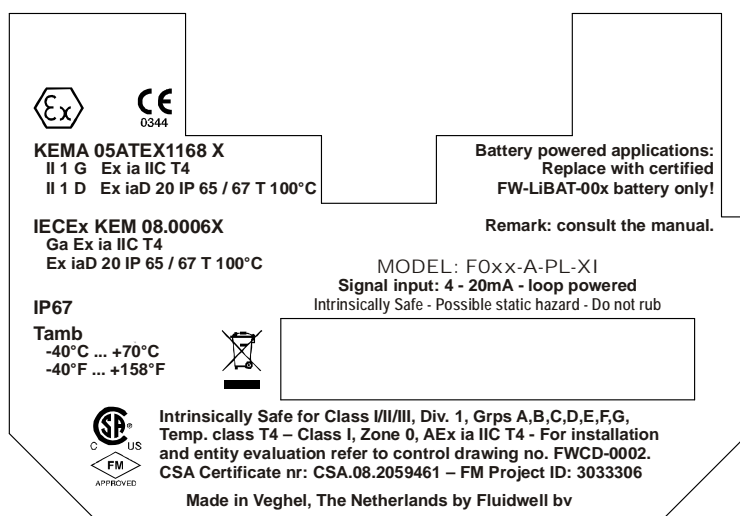 Ex
CE
0344
KEMA 05ATEX1168 X
II 1 G Ex ia IIC T4
II 1 D Ex iaD 20 IP 65 / 67 T 100°C
Battery powered applications:
Replace with certified
FW-LiBAT-00x battery only!
IECEx KEM 08.0006X
Ga Ex ia IIC T4
Ex iaD 20 IP 65 / 67 T 100°C
Remark: consult the manual.
MODEL: F0xx-A-PL-XI
Signal input: 4 - 20mA - loop powered
Intrinsically Safe - Possible static hazard - Do not rub
IP67
Tamb
-40°C ... +70°C
-40°F ... +158°F
SA ®
C US
FM
APPROVED
Intrinsically Safe for Class I/II/III, Div. 1, Grps A,B,C,D,E,F,G,
Temp. class T4 – Class I, Zone 0, AEx ia IIC T4 - For installation
and entity evaluation refer to control drawing no. FWCD-0002.
CSA Certificate nr: CSA.08.2059461 – FM Project ID: 3033306
Made in Veghel, The Netherlands by Fluidwell bv